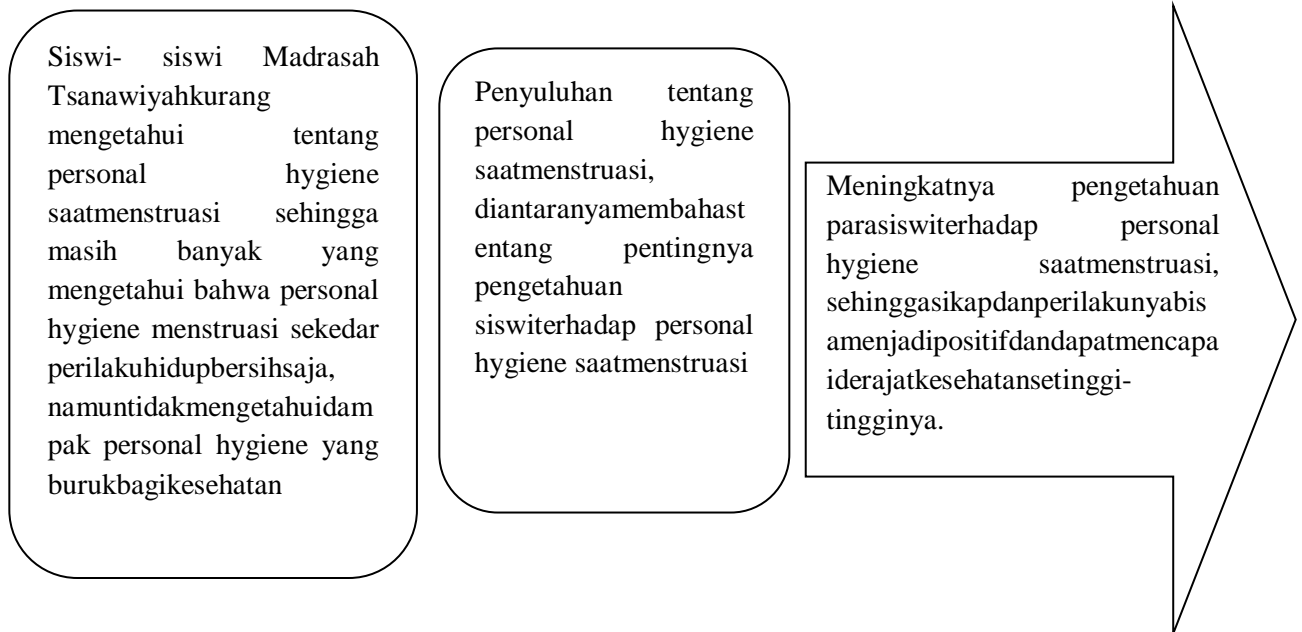 Siswi- siswi Madrasah
Tsanawiyahkurang
mengetahui tentang
personal hygiene
saatmenstruasi sehingga
masih banyak yang
mengetahui bahwa personal
hygiene menstruasi sekedar
perilakuhidupbersihsaja,
namuntidakmengetahuidam
pak personal hygiene yang
burukbagikesehatan
Penyuluhan tentang
personal hygiene
saatmenstruasi,
diantaranyamembahast
entang pentingnya
pengetahuan
siswiterhadap personal
hygiene saatmenstruasi
Meningkatnya pengetahuan
parasiswiterhadap personal
hygiene saatmenstruasi,
sehinggasikapdanperilakunyabis
amenjadipositifdandapatmencapa
iderajatkesehatansetinggi-
tingginya.